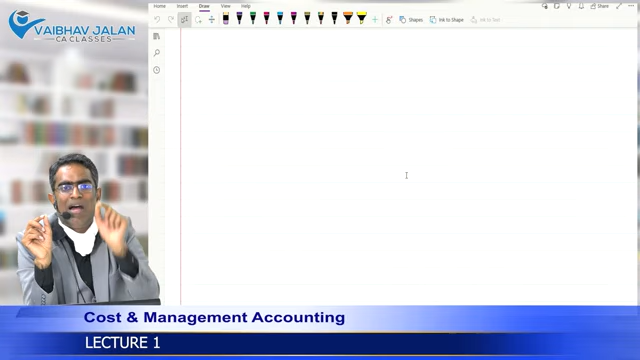 VAIBHAV JALAN
CA CLASSES
Home Insert Draw View Help
Share
Shapes Ink to Shape Ink to Text
Cost & Management Accounting
LECTURE 1